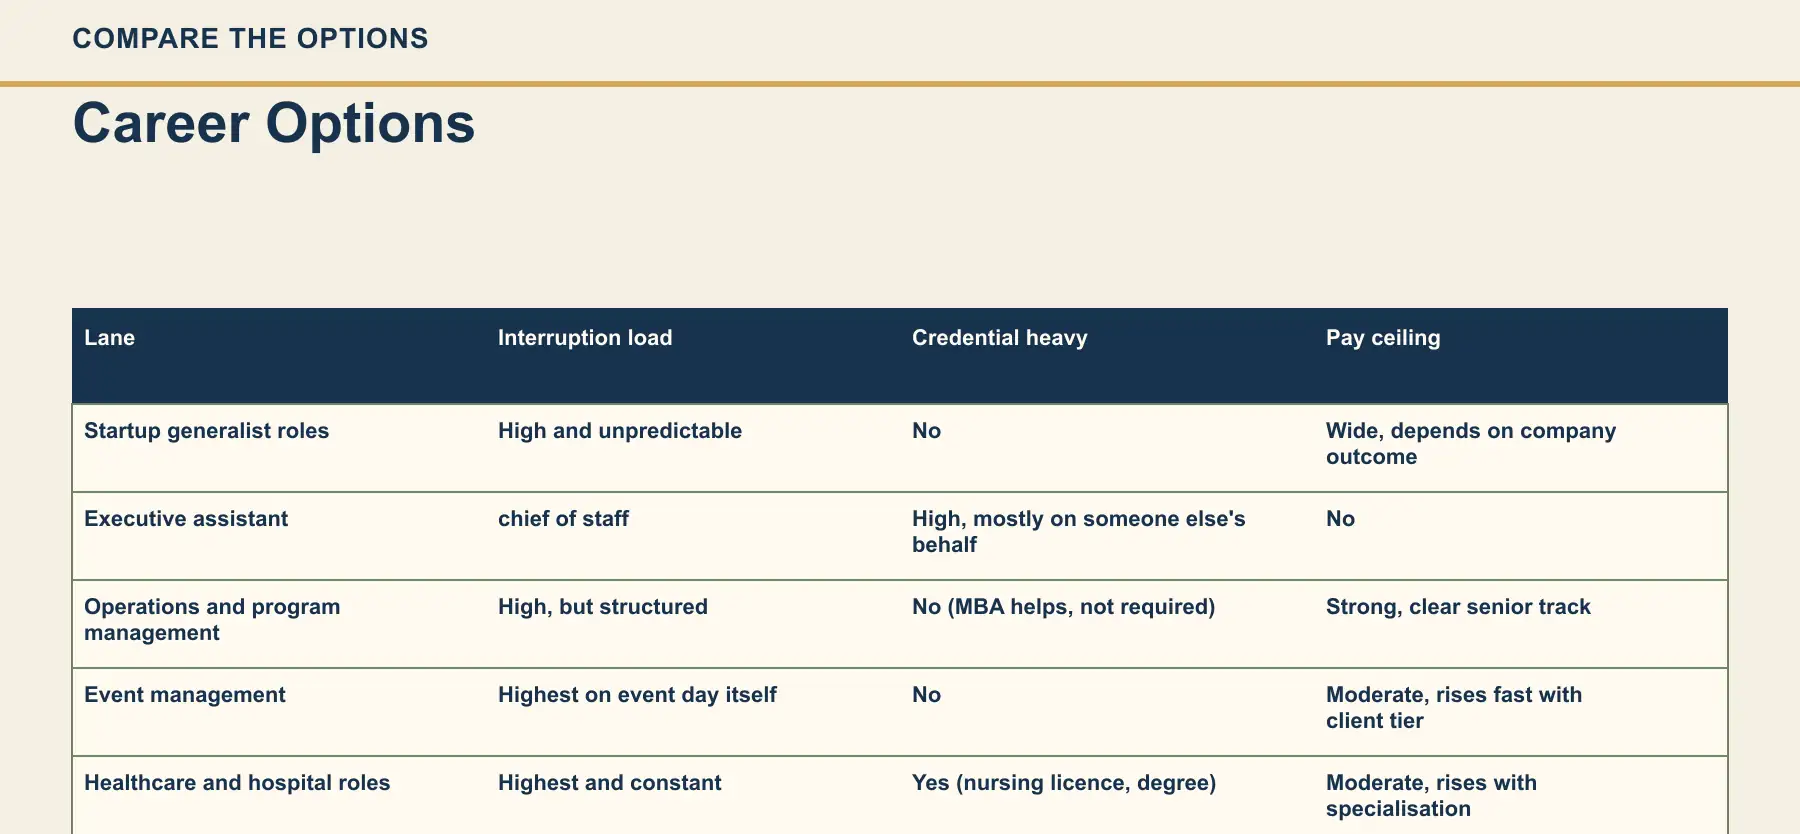 COMPARE THE OPTIONS
Career Options
Lane Interruption load Credential heavy Pay ceiling
Startup generalist roles High and unpredictable No Wide, depends on company
outcome
Executive assistant chief of staff High, mostly on someone else's No
behalf
Operations and program High, but structured No (MBA helps, not required) Strong, clear senior track
management
Event management Highest on event day itself No Moderate, rises fast with
client tier
Healthcare and hospital roles Highest and constant Yes (nursing licence, degree) Moderate, rises with
specialisation